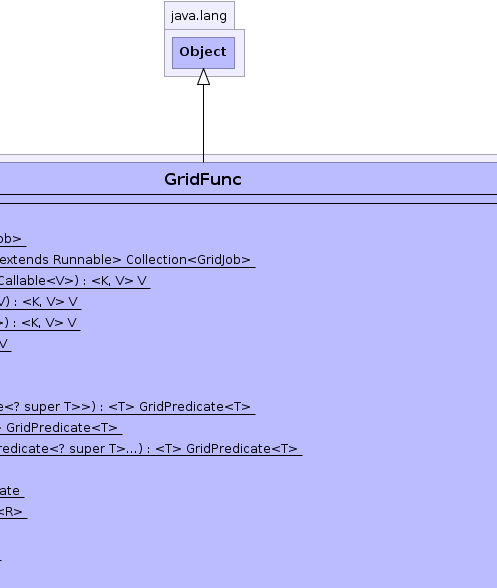 java.lang
Object
GridFunc
ob>
extends Runnable> Collection<GridJob>
Callable<V>) : <K, V> V
V) : <K, V> V
>) : <K, V> V
V
e<? super T>>) : <T> GridPredicate<T>
> GridPredicate<T>
redicate<? super T>...) : <T> GridPredicate<T>
ate
<R>